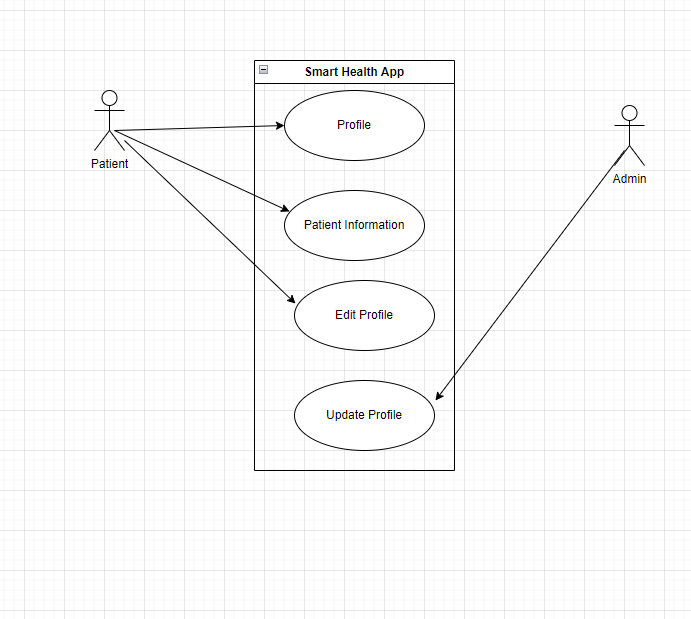 Smart Health App
Profile
Patient
Admin
Patient Information
Edit Profile
Update Profile